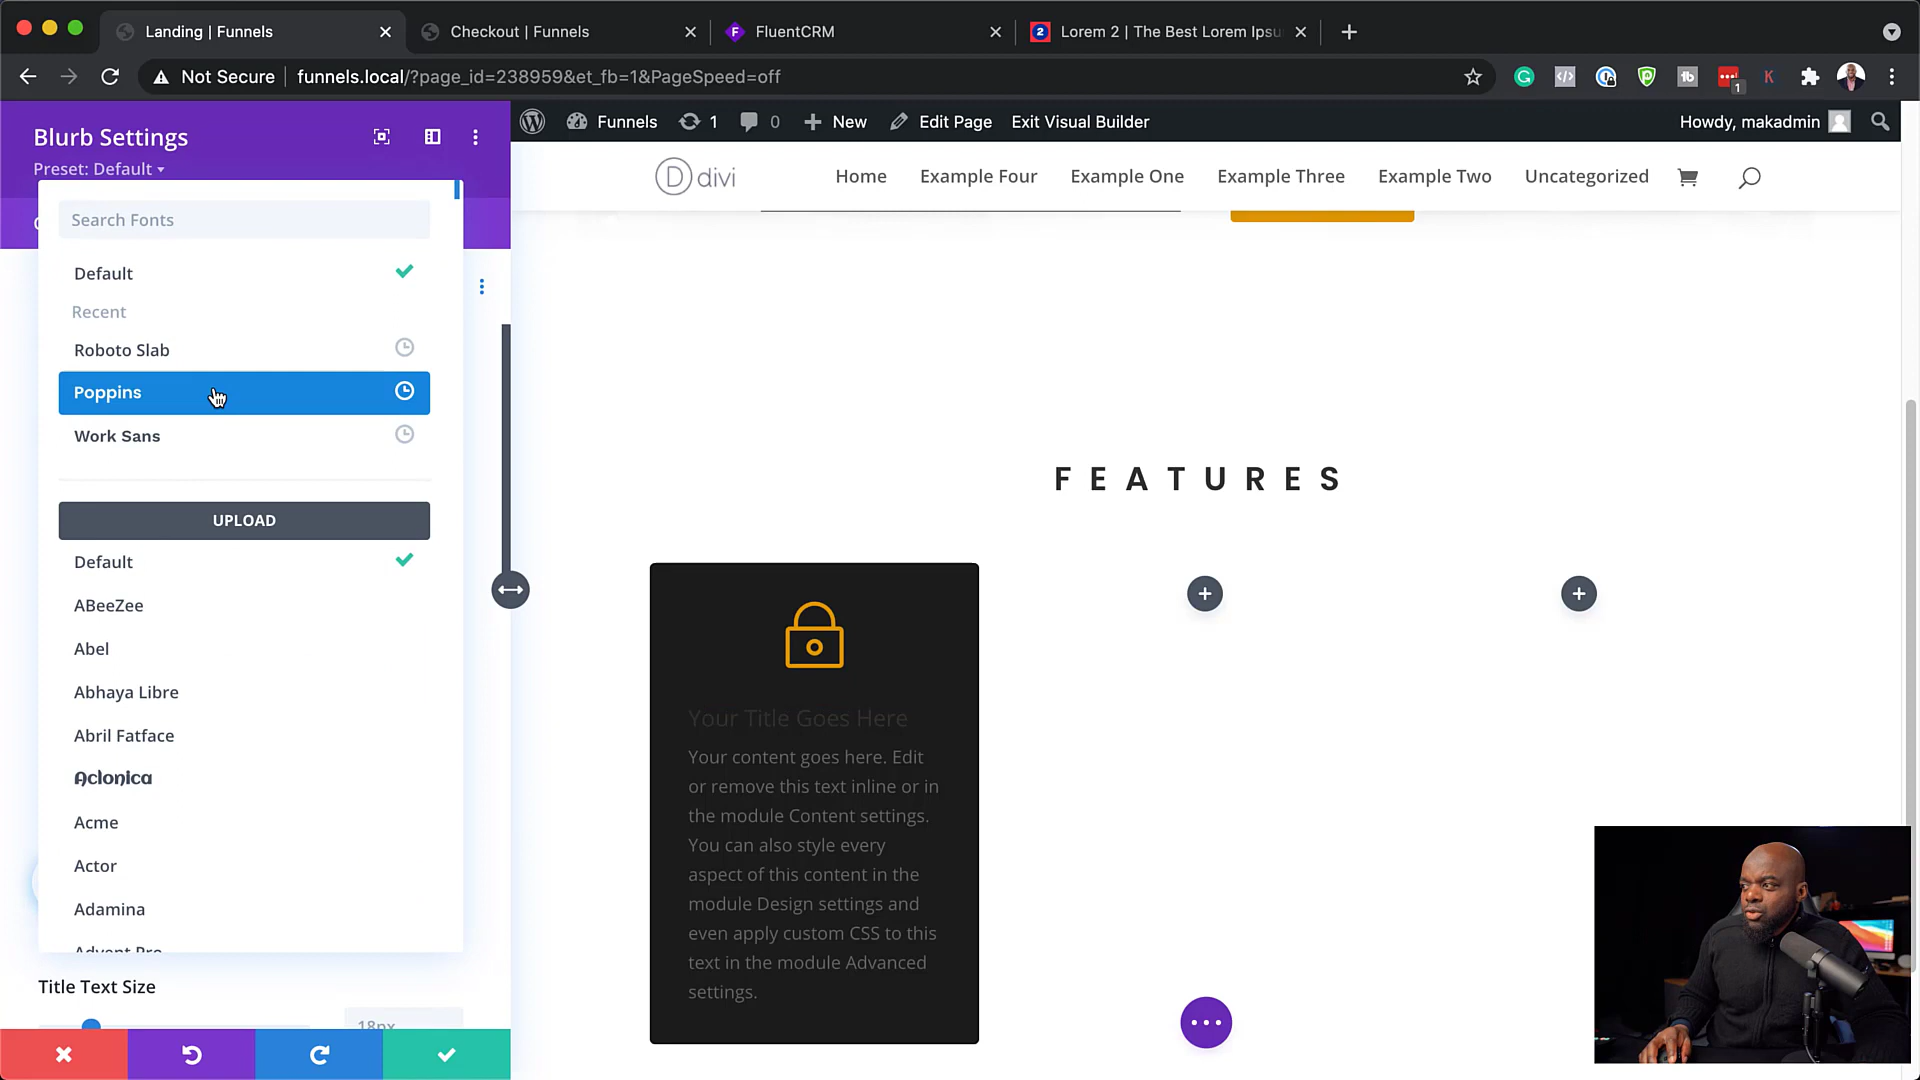 Landing | Funnels
Checkout | Funnels
FluentCRM
Lorem 2 | The Best Lorem Ipsu
Not Secure
funnels.local/?page_id=238959&et_fb=1&PageSpeed=off
Blurb Settings
Preset: Default
Search Fonts
Default
Recent
Roboto Slab
Poppins
Work Sans
UPLOAD
Default
ABeeZee
Abel
Abhaya Libre
Abril Fatface
Aclonica
Acme
Actor
Adamina
Advent Pro
Title Text Size
18px
Funnels
1
0
New
Edit Page
Exit Visual Builder
Howdy, makadmin
divi
Home
Example Four
Example One
Example Three
Example Two
Uncategorized
FEATURES
Your Title Goes Here
Your content goes here. Edit
or remove this text inline or in
the module Content settings.
You can also style every
aspect of this content in the
module Design settings and
even apply custom CSS to this
text in the module Advanced
settings.